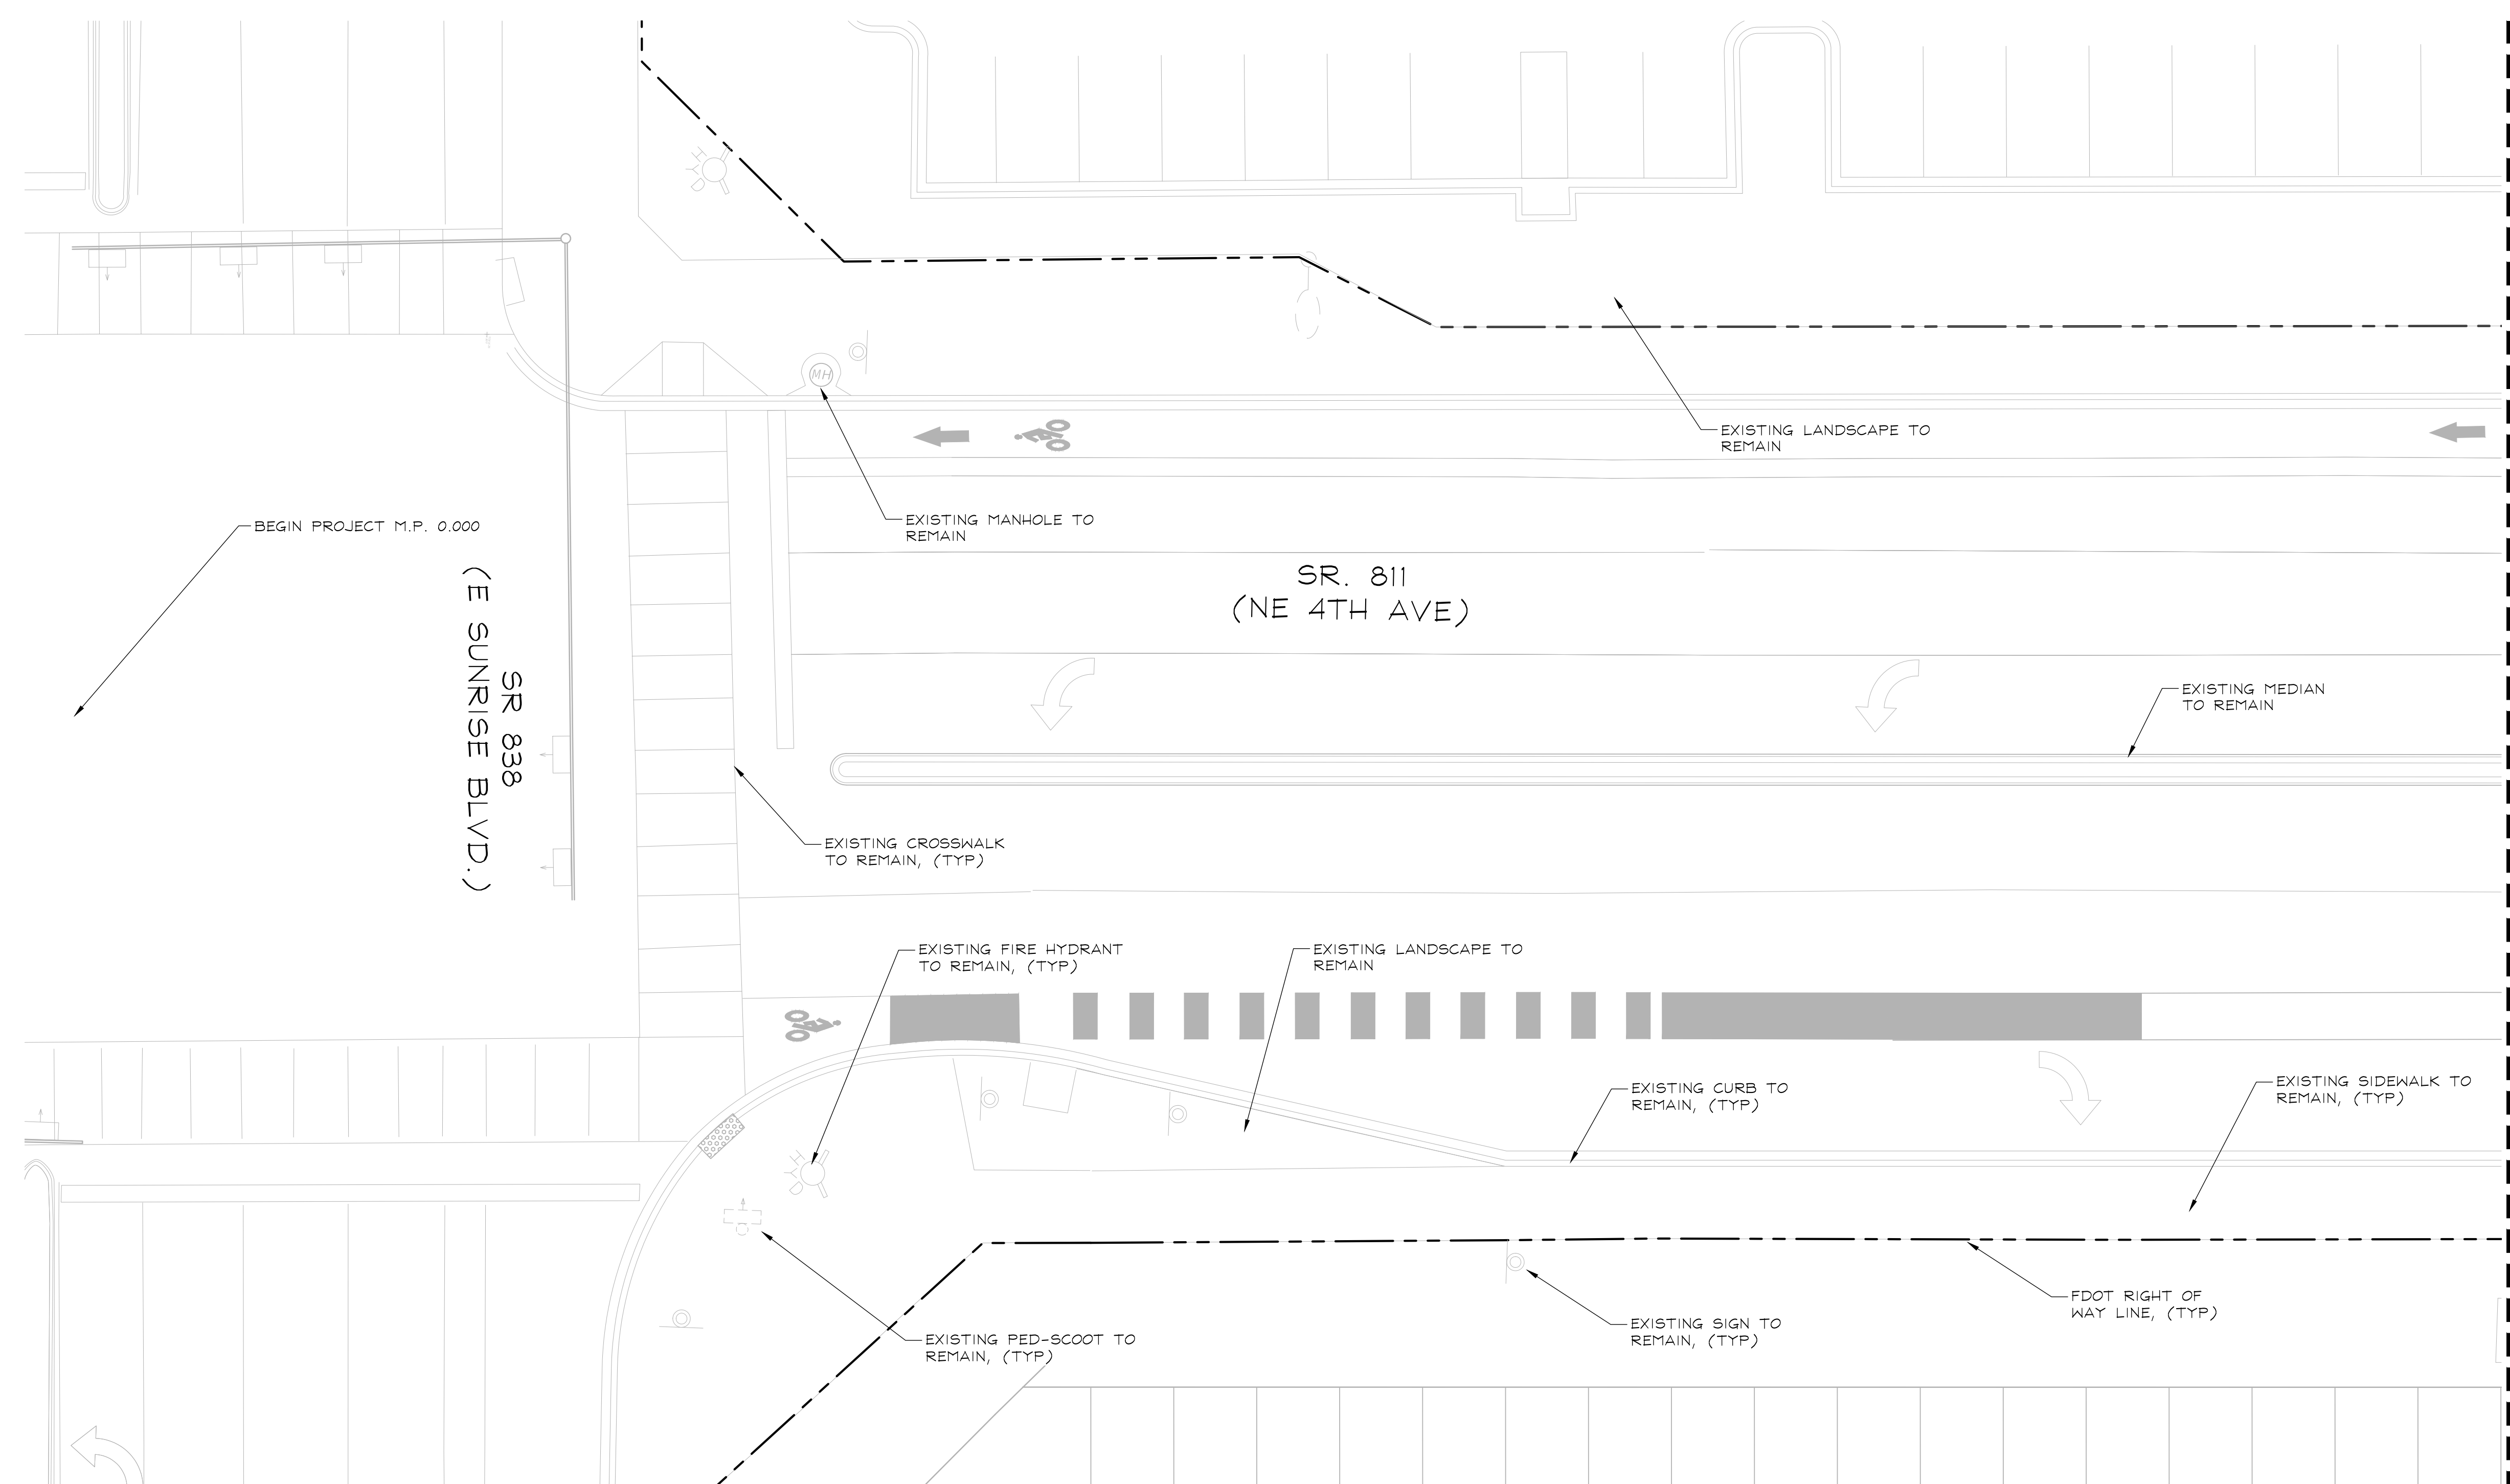 EXISTING LANDSCAPE TO
REMAIN
MH
EXISTING MANHOLE TO
REMAIN
BEGIN PROJECT M.P. 0.000
SR. 811
(NE 4TH AVE)
SR 838
(E SUNRISE BLVD.)
EXISTING MEDIAN
TO REMAIN
EXISTING CROSSWALK
TO REMAIN, (TYP)
EXISTING FIRE HYDRANT
TO REMAIN, (TYP)
EXISTING LANDSCAPE TO
REMAIN
EXISTING CURB TO
REMAIN, (TYP)
EXISTING SIDEWALK TO
REMAIN, (TYP)
FDOT RIGHT OF
WAY LINE, (TYP)
EXISTING SIGN TO
REMAIN, (TYP)
EXISTING PED-SCOOT TO
REMAIN, (TYP)